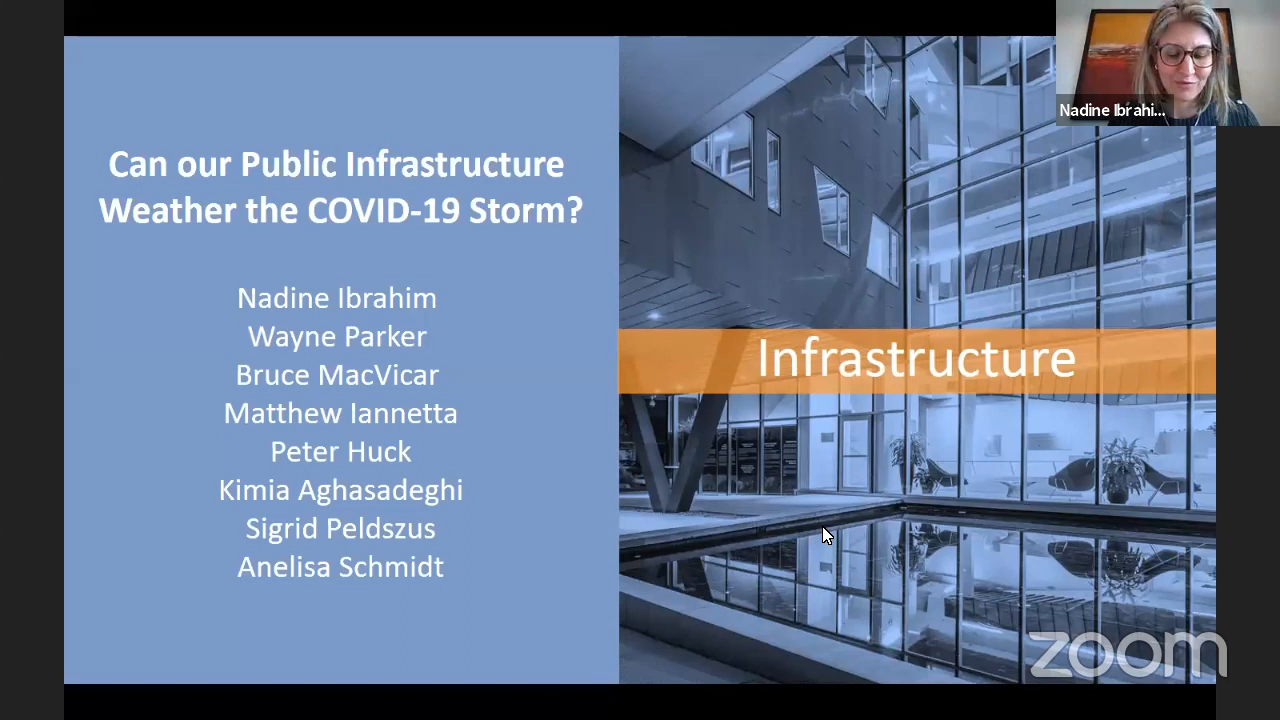 Nadine Ibrahi...
Can our Public Infrastructure
Weather the COVID-19 Storm?
Nadine Ibrahim
Wayne Parker
Bruce MacVicar
Matthew Iannetta
Peter Huck
Kimia Aghasadeghi
Sigrid Peldszus
Anelisa Schmidt
Infrastructure
zoom